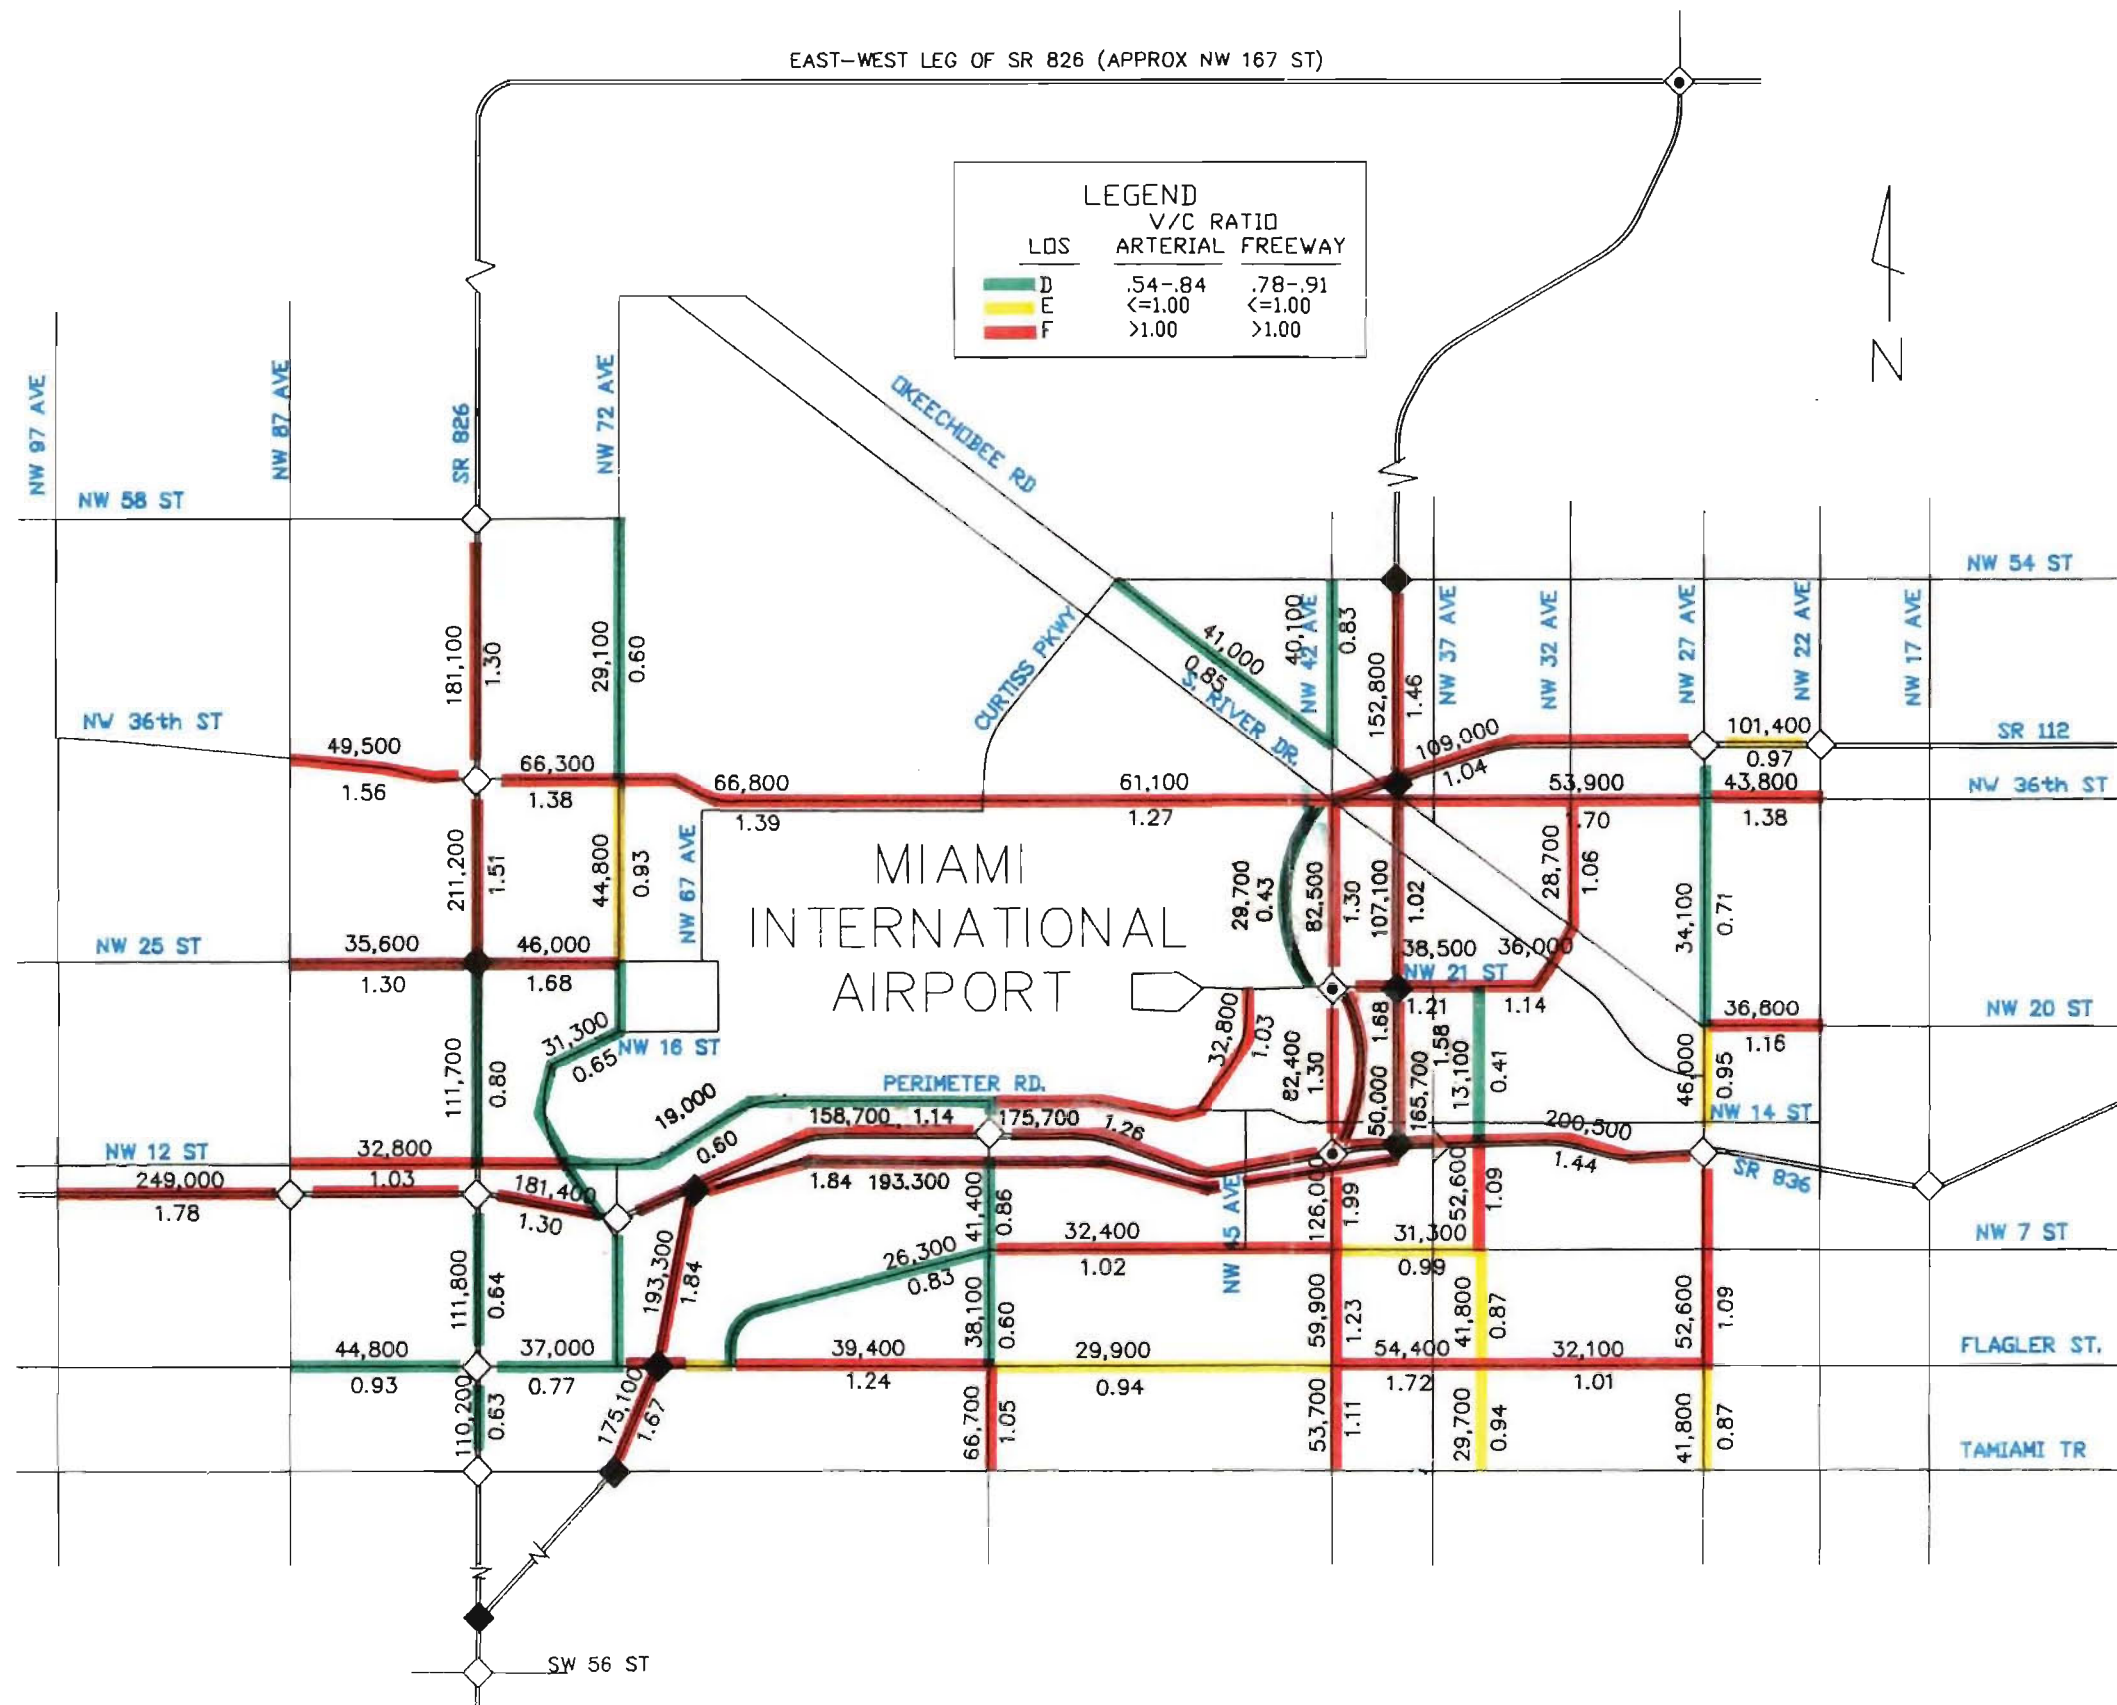 EAST-WEST LEG OF SR 826 (APPROX NW 167 ST)
LEGEND
V/C RATIO
LOS ARTERIAL FREEWAY
D .54-.84 .78-.91
E <=1.00 <=1.00
F >1.00 >1.00
N
NW 97 AVE
NW 87 AVE
SR 826
NW 72 AVE
OKEECHOBEE RD
NW 58 ST
NW 54 ST
CURTISS PKWY
S. RIVER DR.
NW 42 AVE
NW 37 AVE
NW 32 AVE
NW 27 AVE
NW 22 AVE
NW 17 AVE
181,100
1.30
29,100
0.60
41,000
0.85
40,100
0.83
152,800
1.46
NW 36th ST
49,500
1.56
66,300
1.38
66,800
1.39
61,100
1.27
109,000
1.04
101,400
0.97
SR 112
53,900
.70
43,800
1.38
NW 36th ST
211,200
1.51
44,800
0.93
NW 67 AVE
MIAMI
INTERNATIONAL
AIRPORT
29,700
0.43
82,500
1.30
107,100
1.02
28,700
1.06
34,100
0.71
NW 25 ST
35,600
1.30
46,000
1.68
38,500
36,000
NW 21 ST
1.21
1.14
36,800
1.16
NW 20 ST
111,700
0.80
31,300
0.65
NW 16 ST
32,800
1.03
82,400
1.30
1.68
50,000
165,700
1.58
13,100
0.41
46,000
0.95
NW 14 ST
PERIMETER RD.
19,000
0.60
158,700 1.14
175,700
1.26
200,500
1.44
NW 12 ST
32,800
1.03
249,000
1.78
181,400
1.30
1.84 193.300
SR 836
41,400
0.86
NW 45 AVE
126,000
1.99
52,600
1.09
NW 7 ST
32,400
1.02
31,300
0.99
26,300
0.83
111,800
0.64
193,300
1.84
38,100
0.60
59,900
1.23
41,800
0.87
52,600
1.09
FLAGLER ST.
44,800
0.93
37,000
0.77
39,400
1.24
29,900
0.94
54,400
1.72
32,100
1.01
110,200
0.63
175,100
1.67
66,700
1.05
53,700
1.11
29,700
0.94
41,800
0.87
TAMIAMI TR
SW 56 ST